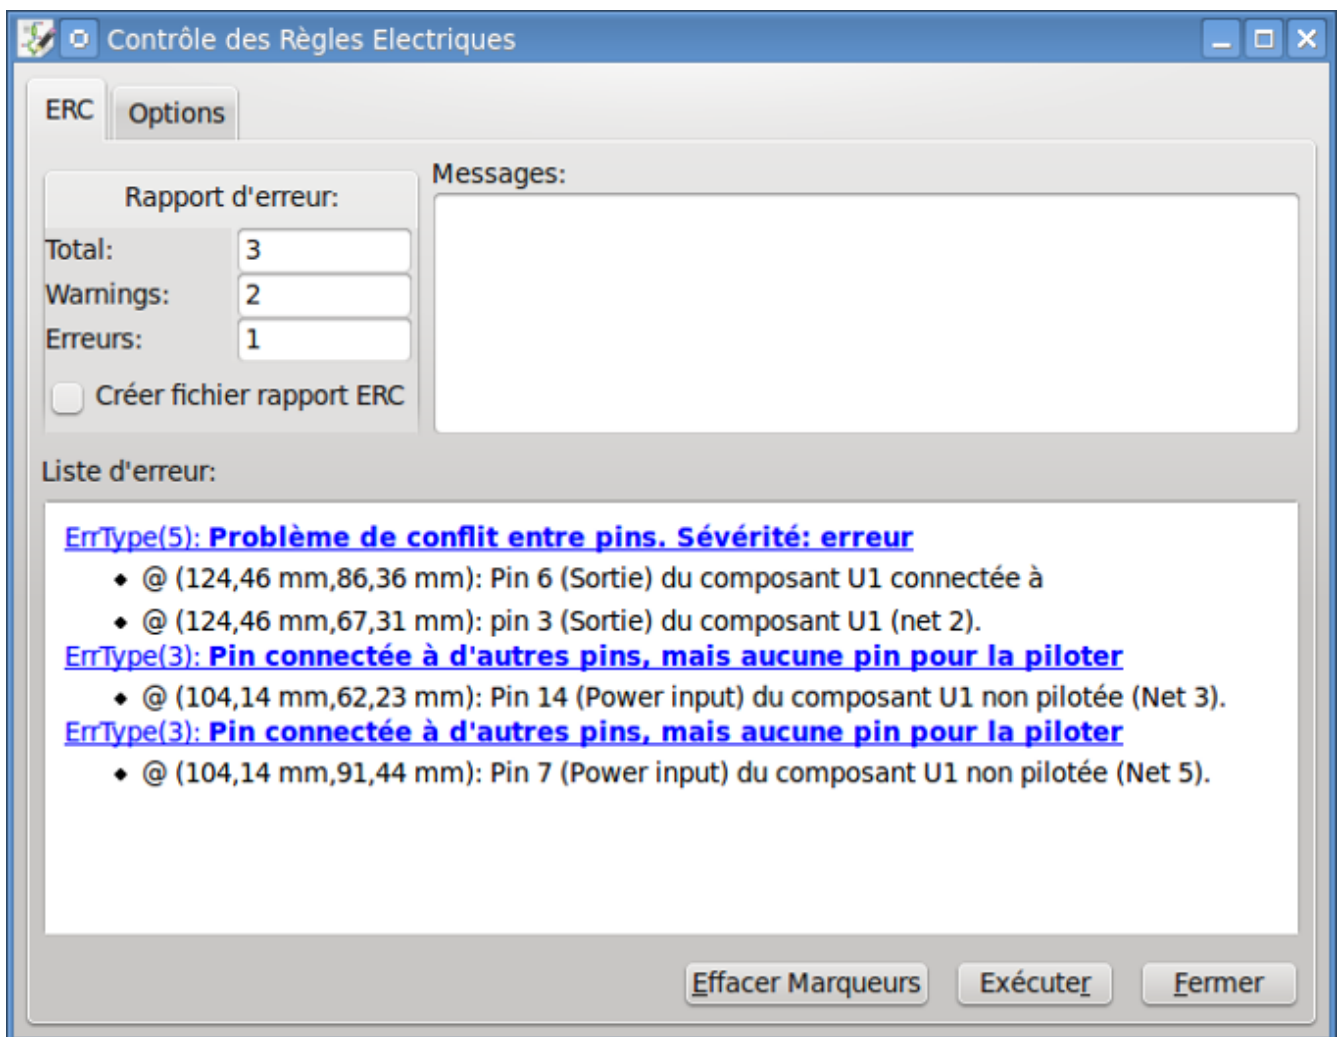 Contrôle des Règles Electriques
ERC
Options
Rapport d'erreur:
Messages:
Total:
3
Warnings:
2
Erreurs:
1
Créer fichier rapport ERC
Liste d'erreur:
ErrType(5): Problème de conflit entre pins. Sévérité: erreur
@ (124,46 mm,86,36 mm): Pin 6 (Sortie) du composant U1 connectée à
@ (124,46 mm,67,31 mm): pin 3 (Sortie) du composant U1 (net 2).
ErrType(3): Pin connectée à d'autres pins, mais aucune pin pour la piloter
@ (104,14 mm,62,23 mm): Pin 14 (Power input) du composant U1 non pilotée (Net 3).
ErrType(3): Pin connectée à d'autres pins, mais aucune pin pour la piloter
@ (104,14 mm,91,44 mm): Pin 7 (Power input) du composant U1 non pilotée (Net 5).
Effacer Marqueurs
Exécuter
Fermer